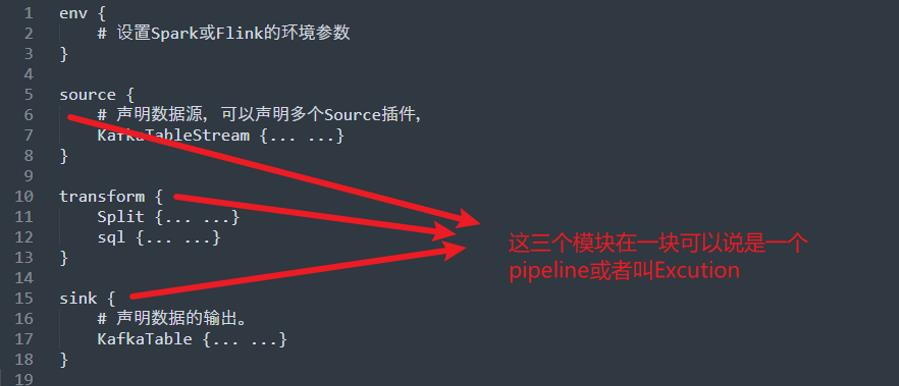 1 env {
2 # 设置Spark或Flink的环境参数
3 }
4
5 source {
6 # 声明数据源，可以声明多个Source插件，
7 KafkaTableStream {... ...}
8 }
9
10 transform {
11 Split {... ...}
12 sql {... ...}
13 }
14
15 sink {
16 # 声明数据的输出。
17 KafkaTable {... ...}
18 }
19
这三个模块在一块可以说是一个
pipeline或者叫Excution